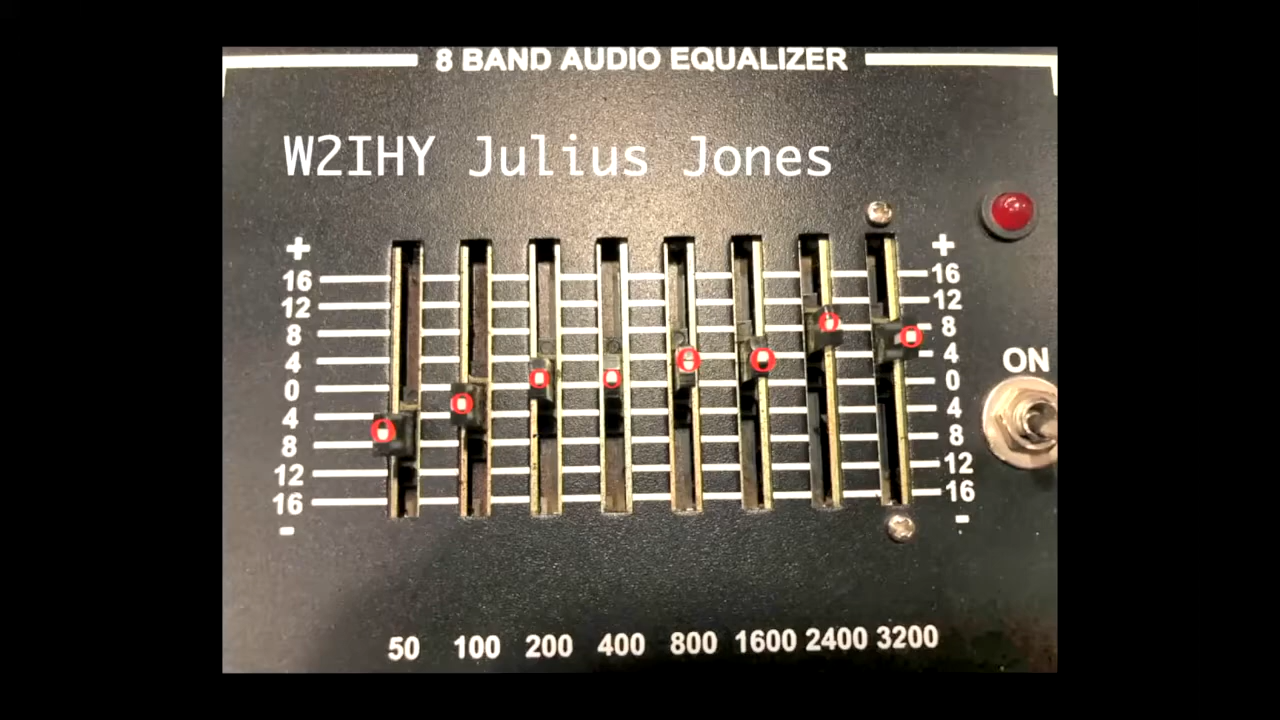 8 BAND AUDIO EQUALIZER
W2IHY Julius Jones
+ +
16 16
12 12
8 8
4 4
0 0
4 4
8 8
12 12
16 16
- -
ON
50 100 200 400 800 1600 2400 3200